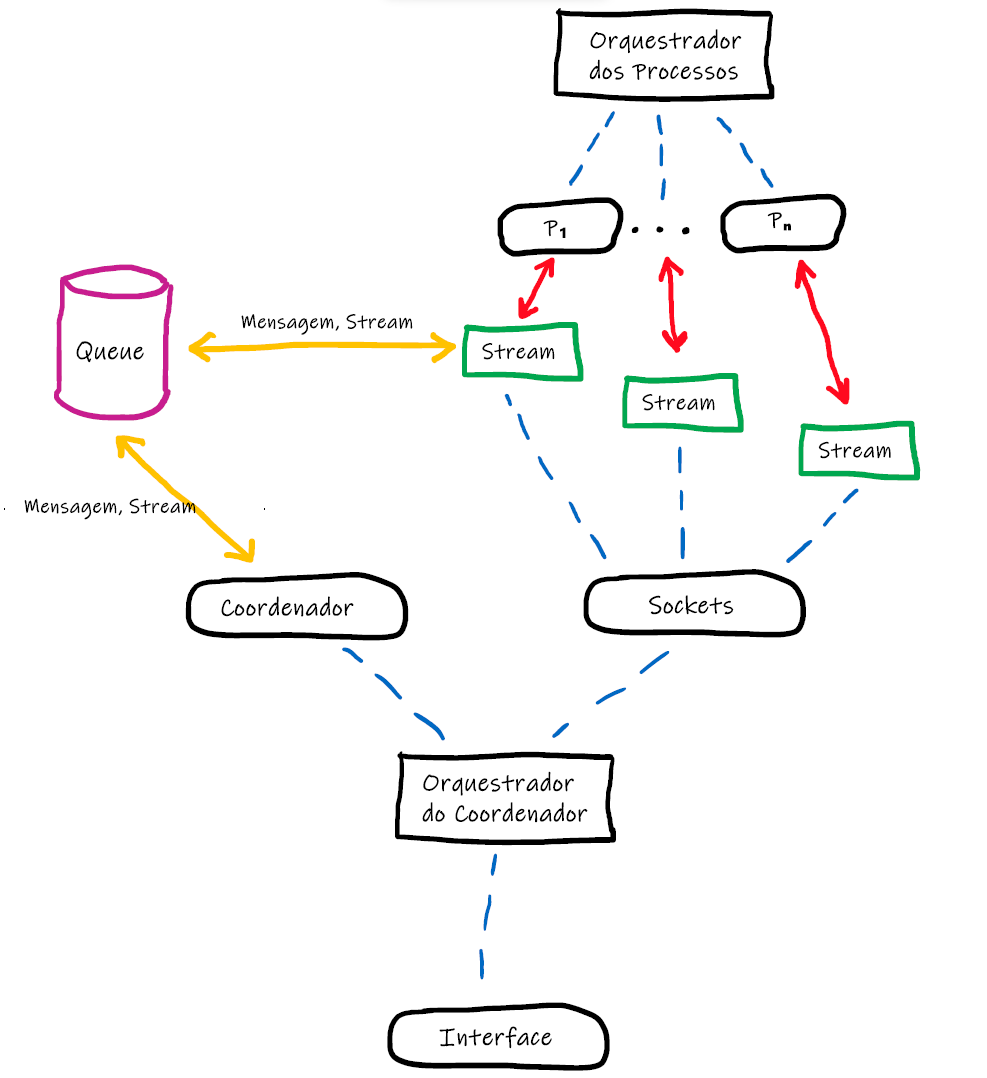 Orquestrador
dos Processos
P₁
. . .
Pₙ
Mensagem, Stream
Queue
Stream
Stream
Stream
Mensagem, Stream
Coordenador
Sockets
Orquestrador
do Coordenador
Interface